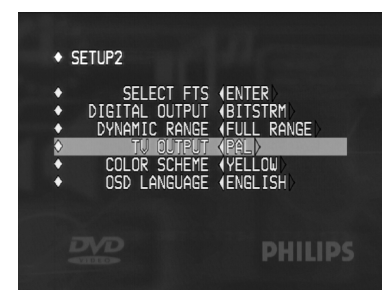 SETUP2
SELECT FTS ENTER
DIGITAL OUTPUT BITSTRM
DYNAMIC RANGE FULL RANGE
TV OUTPUT PAL
COLOR SCHEME YELLOW
OSD LANGUAGE ENGLISH
DVD
VIDEO
PHILIPS